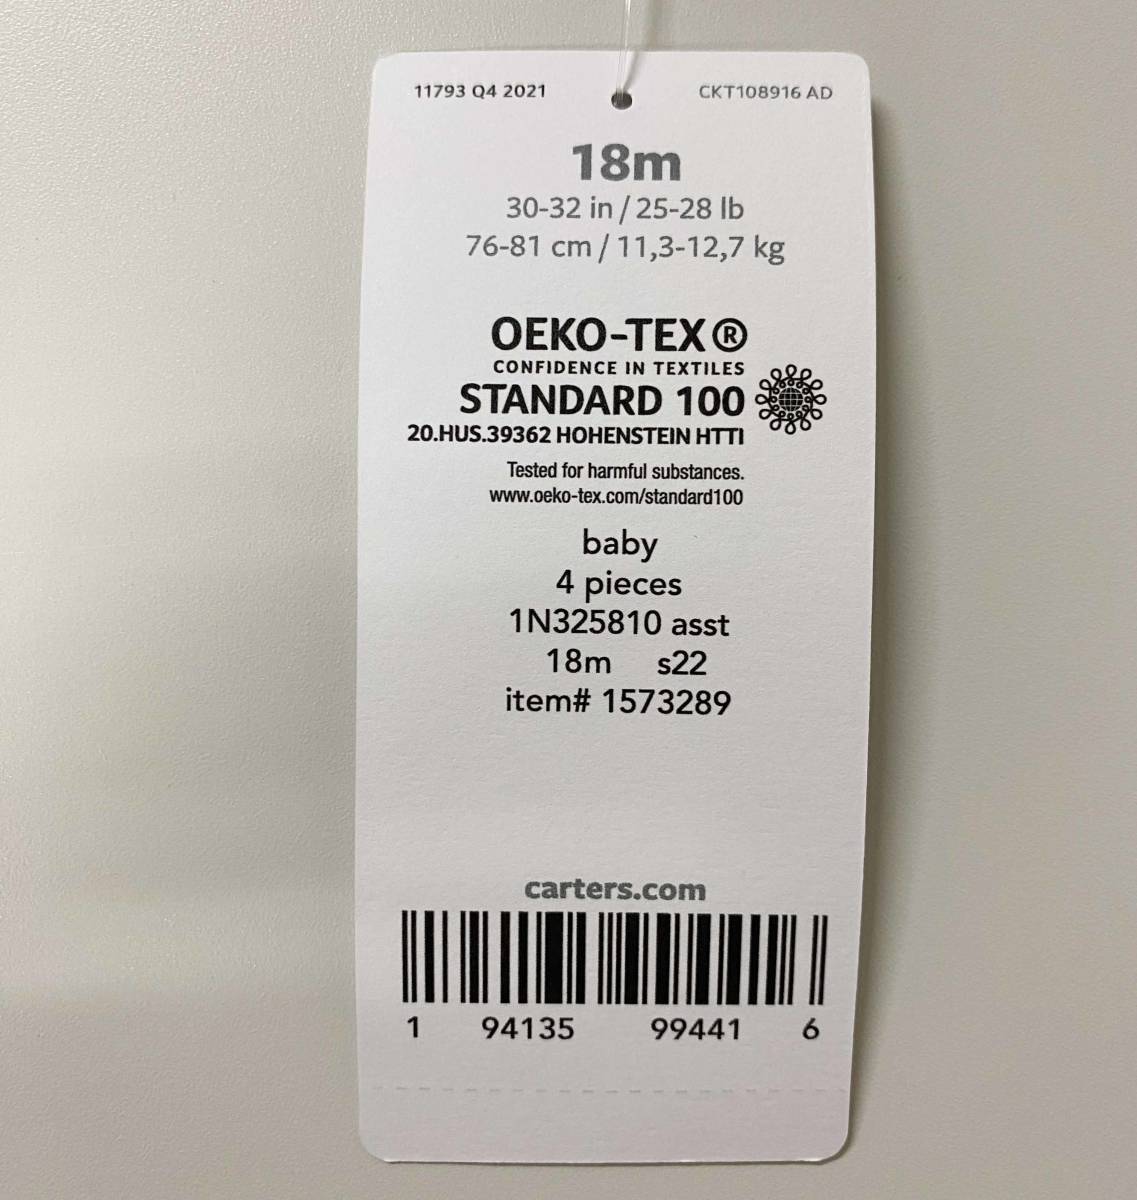 11793 Q4 2021 CKT108916 AD
18m
30-32 in / 25-28 lb
76-81 cm / 11,3-12,7 kg
OEKO-TEX®
CONFIDENCE IN TEXTILES
STANDARD 100
20.HUS.39362 HOHENSTEIN HTTI
Tested for harmful substances.
www.oeko-tex.com/standard100
baby
4 pieces
1N325810 asst
18m s22
item# 1573289
carters.com
1 94135 99441 6